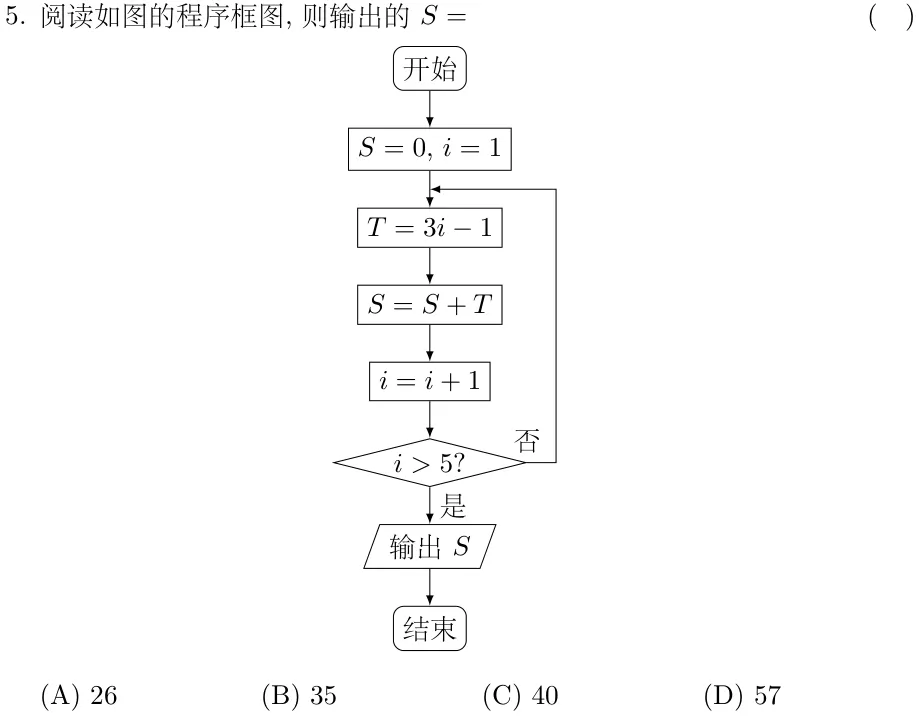 5. 阅读如图的程序框图, 则输出的 S = ( )
开始
S = 0, i = 1
T = 3i − 1
S = S + T
i = i + 1
否
i > 5?
是
输出 S
结束
(A) 26 (B) 35 (C) 40 (D) 57